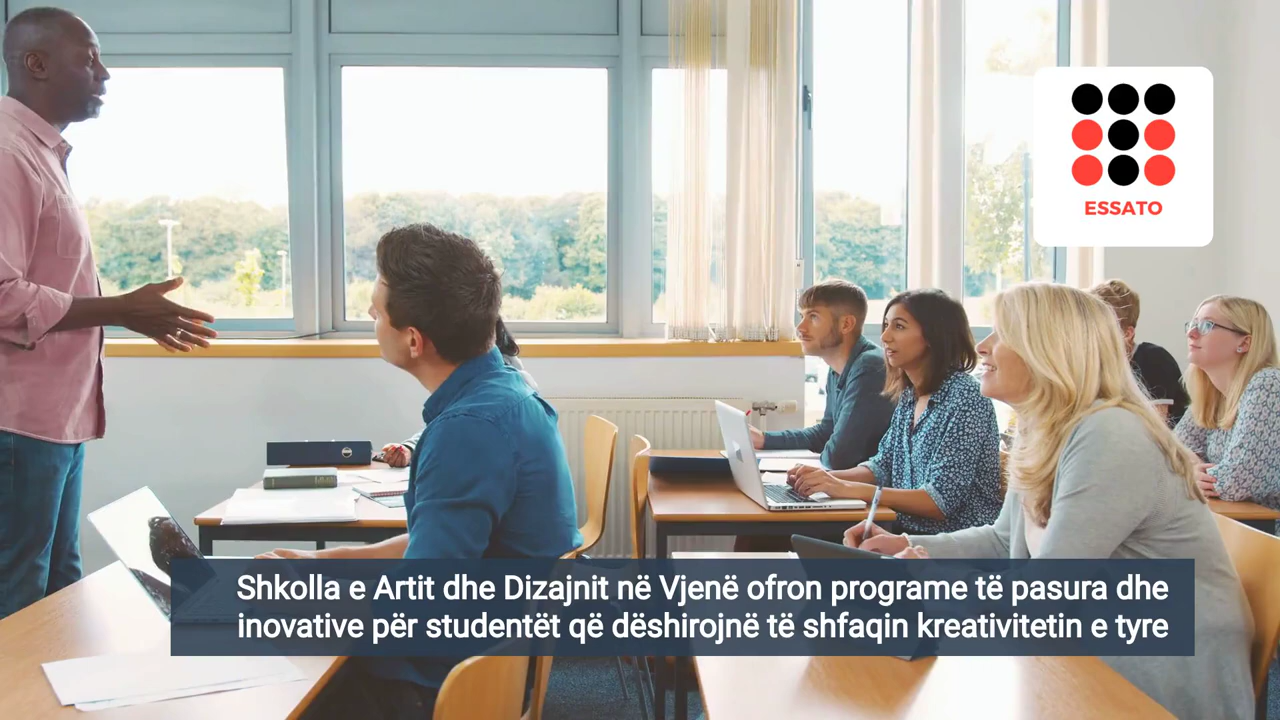 ESSATO
Shkolla e Artit dhe Dizajnit në Vjenë ofron programe të pasura dhe
inovative për studentët që dëshirojnë të shfaqin kreativitetin e tyre